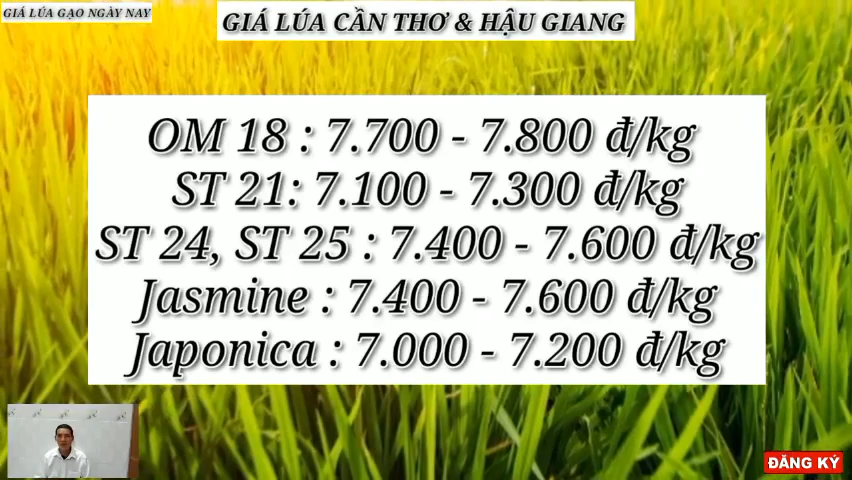 GIÁ LÚA GẠO NGÀY NAY
GIÁ LÚA CẦN THƠ & HẬU GIANG
OM 18 : 7.700 - 7.800 đ/kg
ST 21: 7.100 - 7.300 đ/kg
ST 24, ST 25 : 7.400 - 7.600 đ/kg
Jasmine : 7.400 - 7.600 đ/kg
Japonica : 7.000 - 7.200 đ/kg
ĐĂNG KÝ